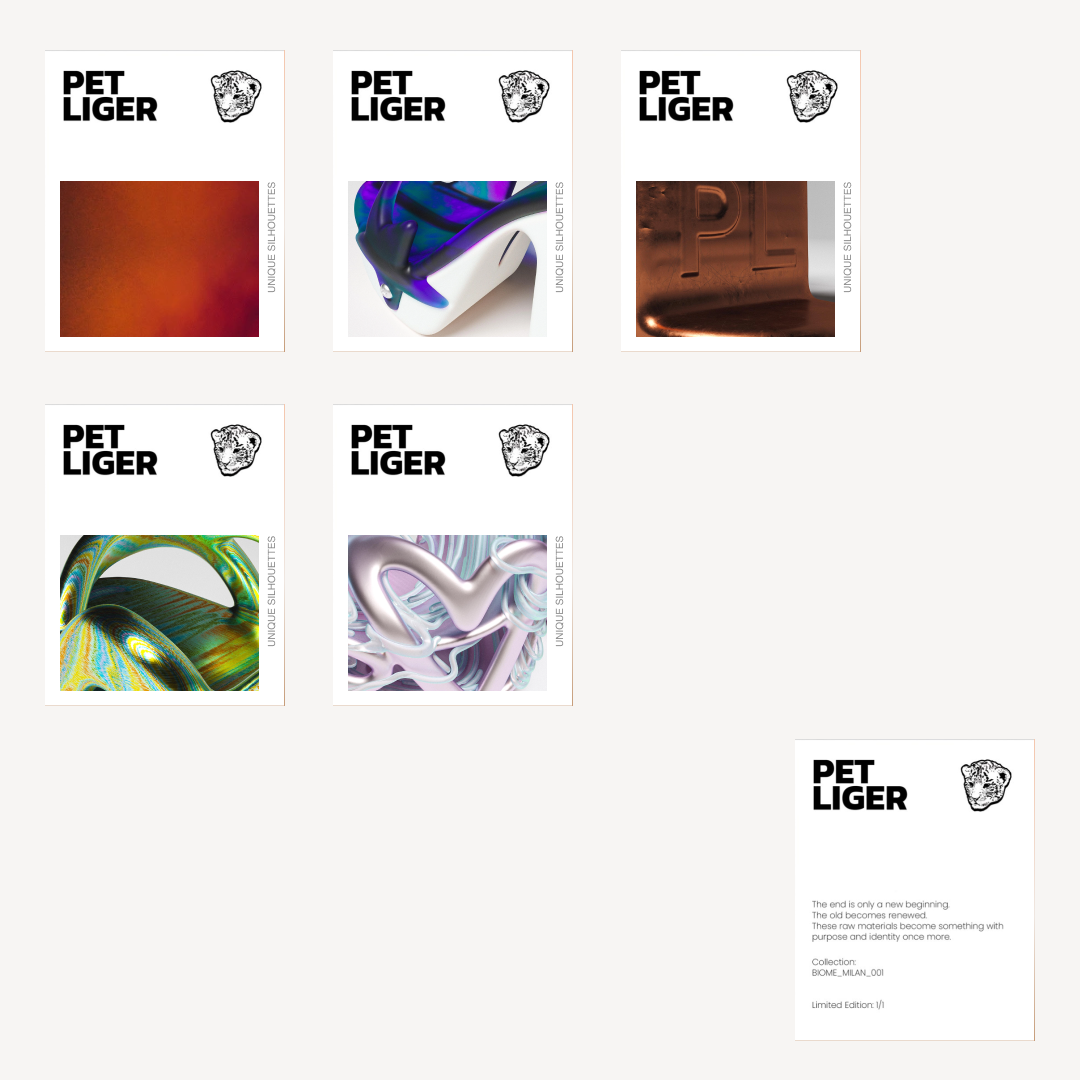 PET
LIGER
UNIQUE SILHOUETTES
PET
LIGER
UNIQUE SILHOUETTES
PET
LIGER
PL
UNIQUE SILHOUETTES
PET
LIGER
UNIQUE SILHOUETTES
PET
LIGER
UNIQUE SILHOUETTES
PET
LIGER
The end is only a new beginning.
The old becomes renewed.
These raw materials become something with
purpose and identity once more.
Collection:
BIOME_MILAN_001
Limited Edition: 1/1